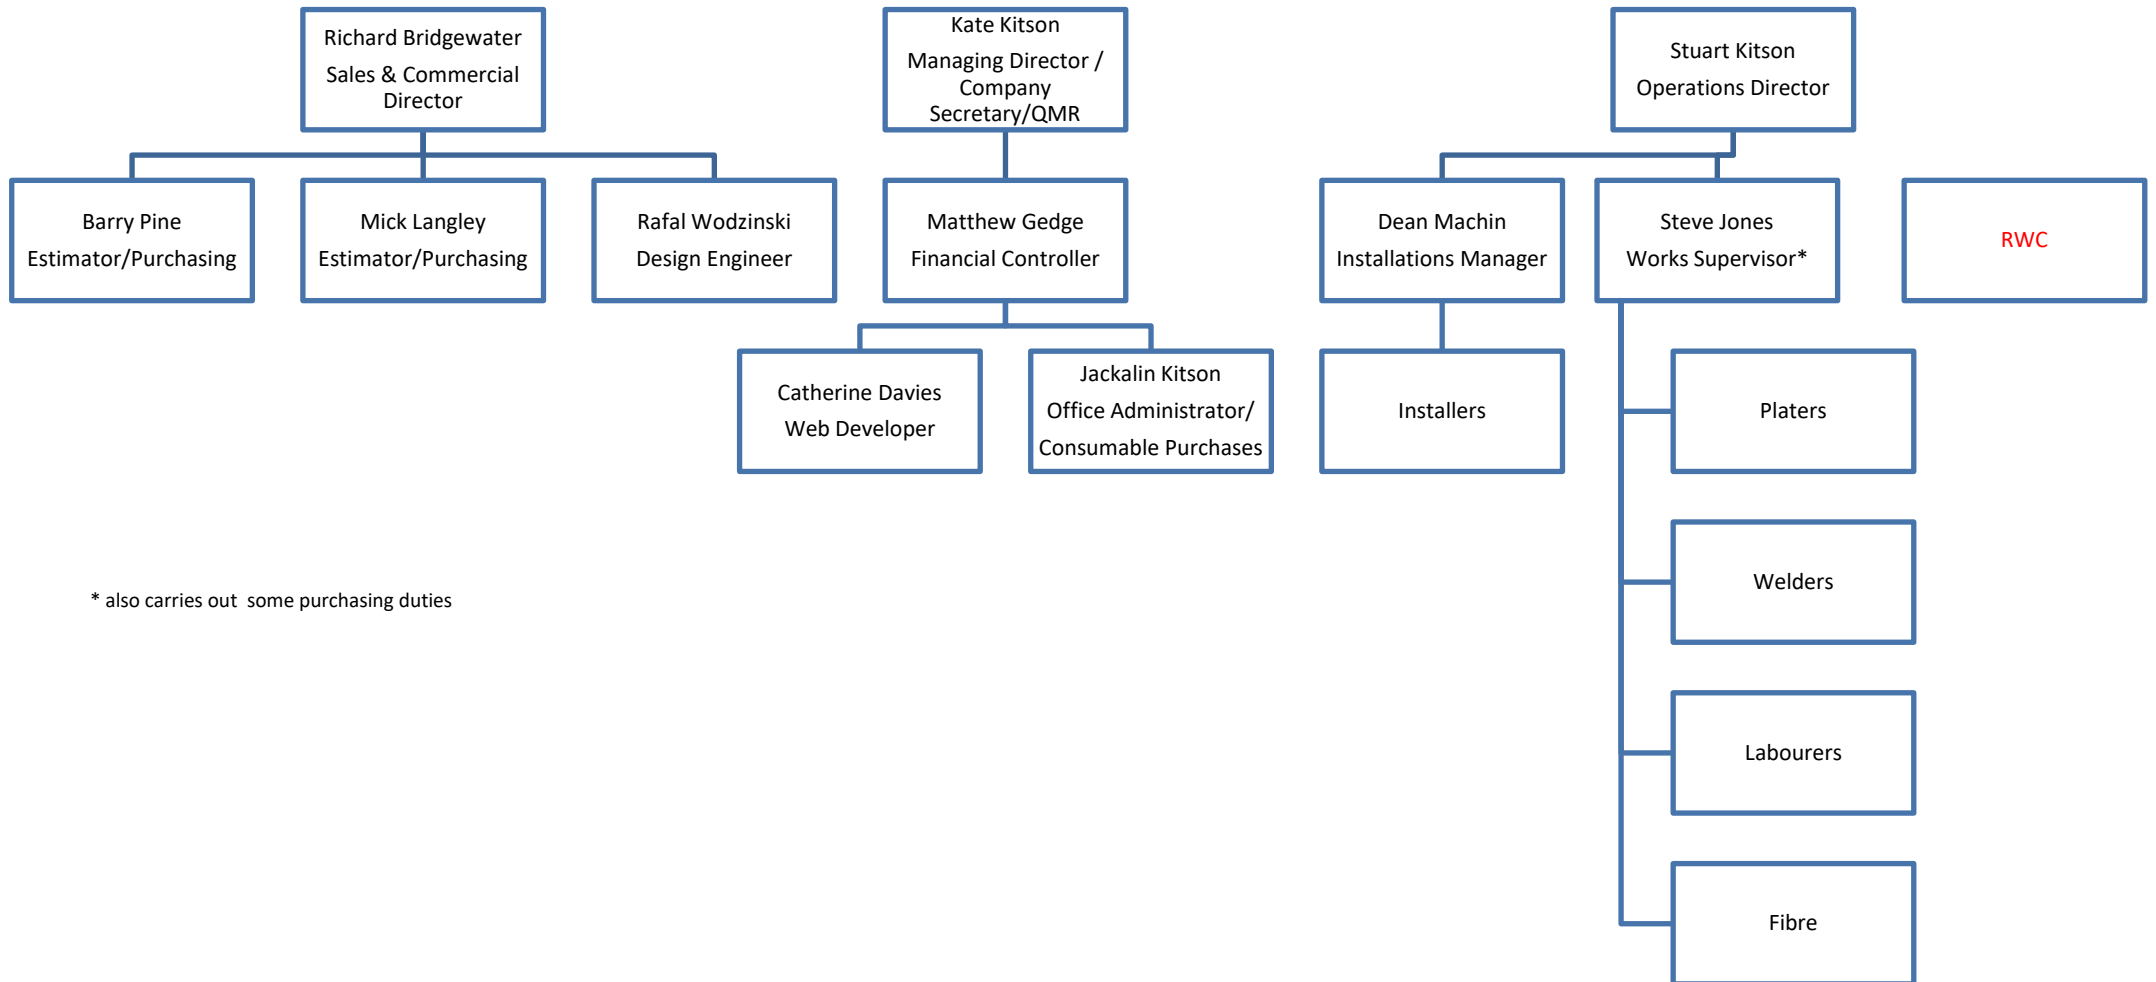 Richard Bridgewater
Sales & Commercial
Director
Kate Kitson
Managing Director /
Company
Secretary/QMR
Stuart Kitson
Operations Director
Barry Pine
Estimator/Purchasing
Mick Langley
Estimator/Purchasing
Rafal Wodzinski
Design Engineer
Matthew Gedge
Financial Controller
Dean Machin
Installations Manager
Steve Jones
Works Supervisor*
RWC
Catherine Davies
Web Developer
Jackalin Kitson
Office Administrator/
Consumable Purchases
Installers
Platers
Welders
* also carries out  some purchasing duties
Labourers
Fibre